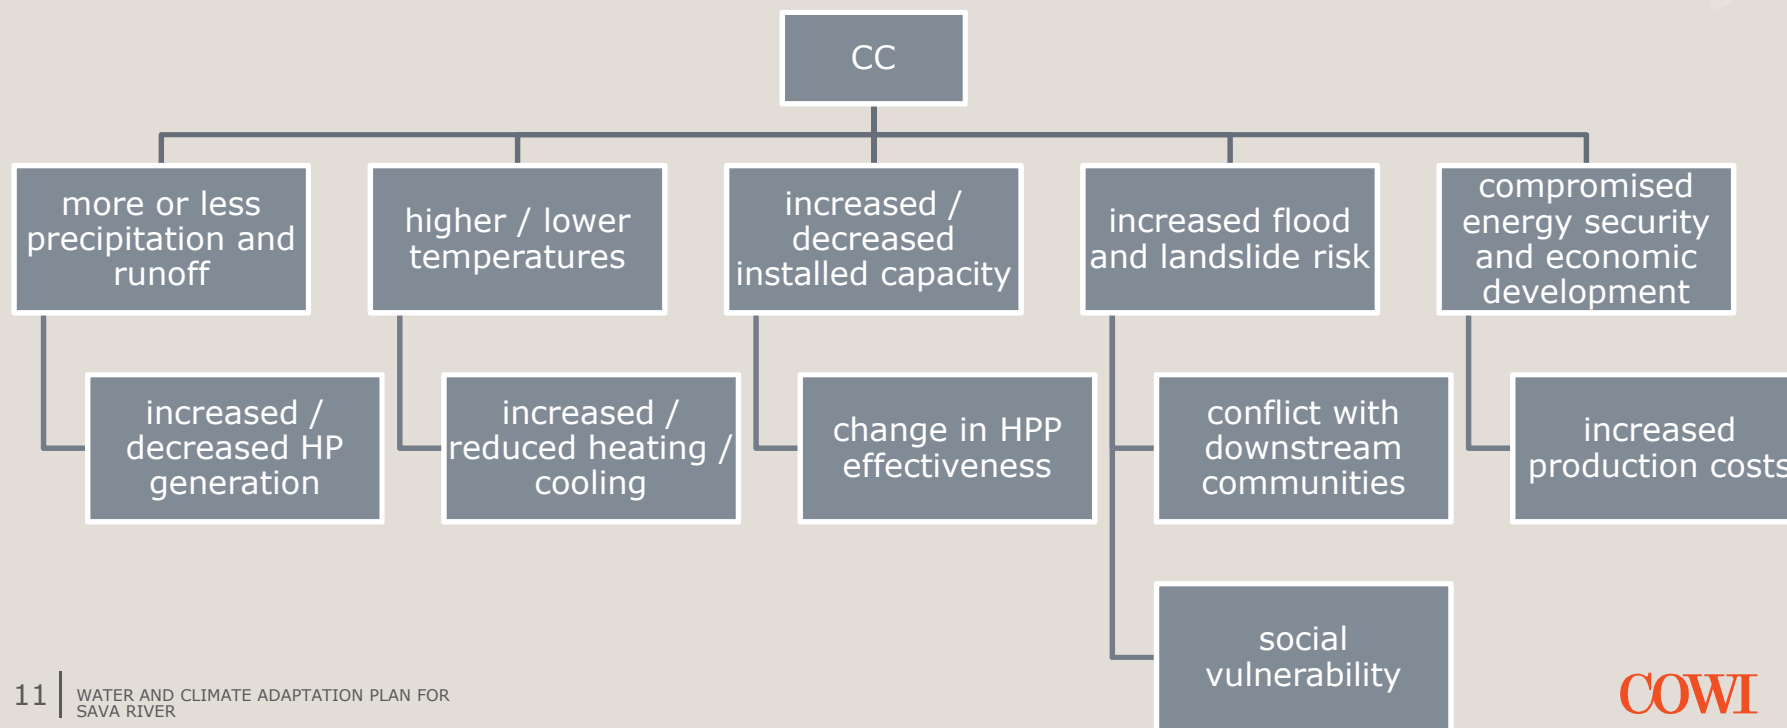 CC
more or less
precipitation and
runoff
higher / lower
temperatures
increased /
decreased
installed capacity
increased flood
and landslide risk
compromised
energy security
and economic
development
increased /
decreased HP
generation
increased /
reduced heating /
cooling
change in HPP
effectiveness
conflict with
downstream
communities
increased
production costs
social
vulnerability
11
WATER AND CLIMATE ADAPTATION PLAN FOR
SAVA RIVER
COWI